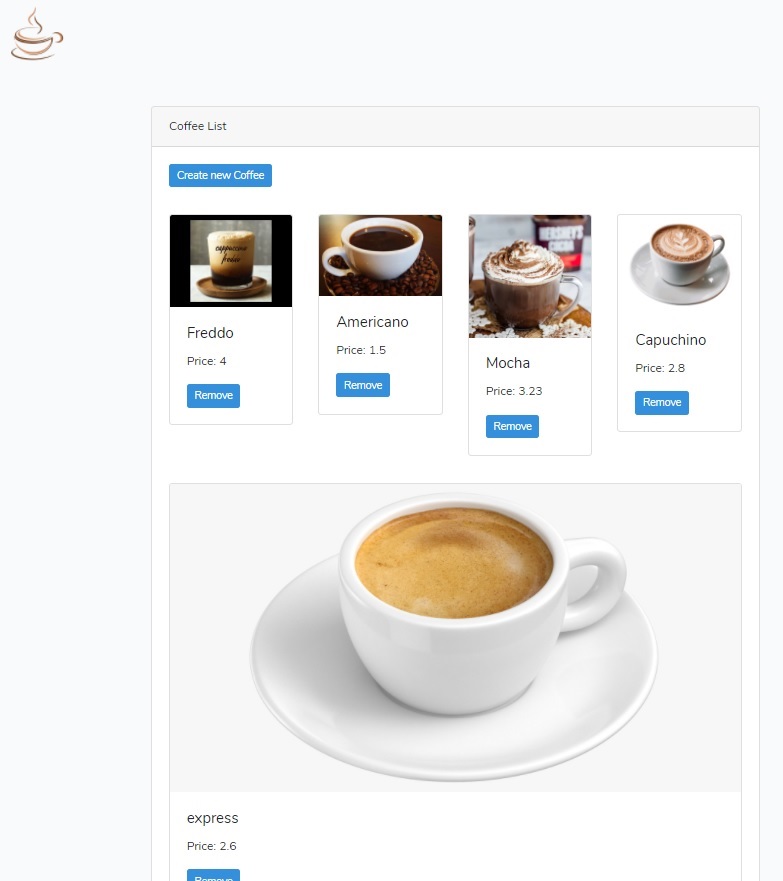 Coffee List
Create new Coffee
cappuccino
freddo
Freddo
Price: 4
Remove
Americano
Price: 1.5
Remove
HERSHEY'S
COCOA
Mocha
Price: 3.23
Remove
Capuchino
Price: 2.8
Remove
express
Price: 2.6
Remove